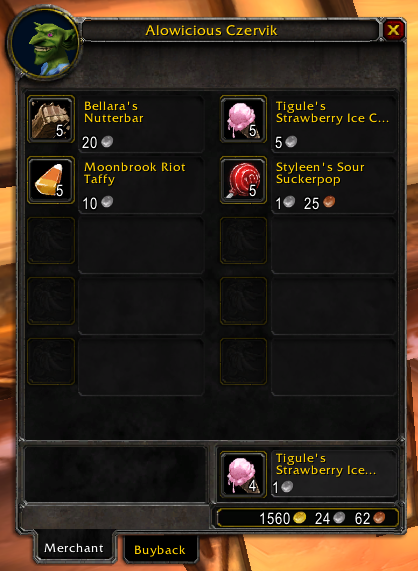 Alowicious Czervik
Bellara's
Nutterbar
5
20
Tigule's
Strawberry Ice C...
5
5
Moonbrook Riot
Taffy
5
10
Styleen's Sour
Suckerpop
5
1 25
Tigule's
Strawberry Ice...
4
1
1560 24 62
Merchant
Buyback